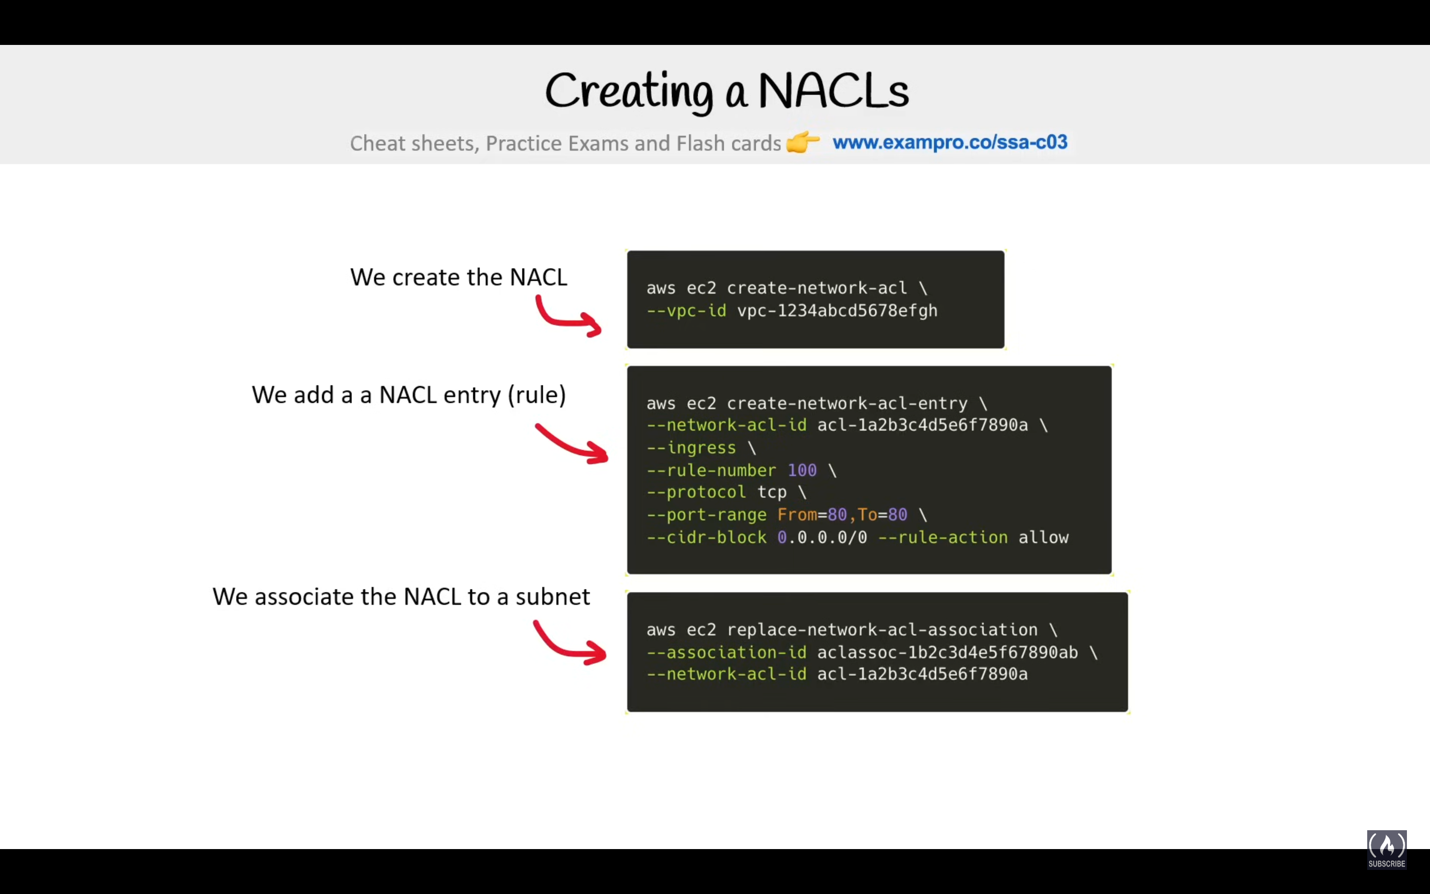 Creating a NACLs
Cheat sheets, Practice Exams and Flash cards 👉 www.exampro.co/ssa-c03
We create the NACL
aws ec2 create-network-acl \
--vpc-id vpc-1234abcd5678efgh
We add a a NACL entry (rule)
aws ec2 create-network-acl-entry \
--network-acl-id acl-1a2b3c4d5e6f7890a \
--ingress \
--rule-number 100 \
--protocol tcp \
--port-range From=80,To=80 \
--cidr-block 0.0.0.0/0 --rule-action allow
We associate the NACL to a subnet
aws ec2 replace-network-acl-association \
--association-id aclassoc-1b2c3d4e5f67890ab \
--network-acl-id acl-1a2b3c4d5e6f7890a
SUBSCRIBE